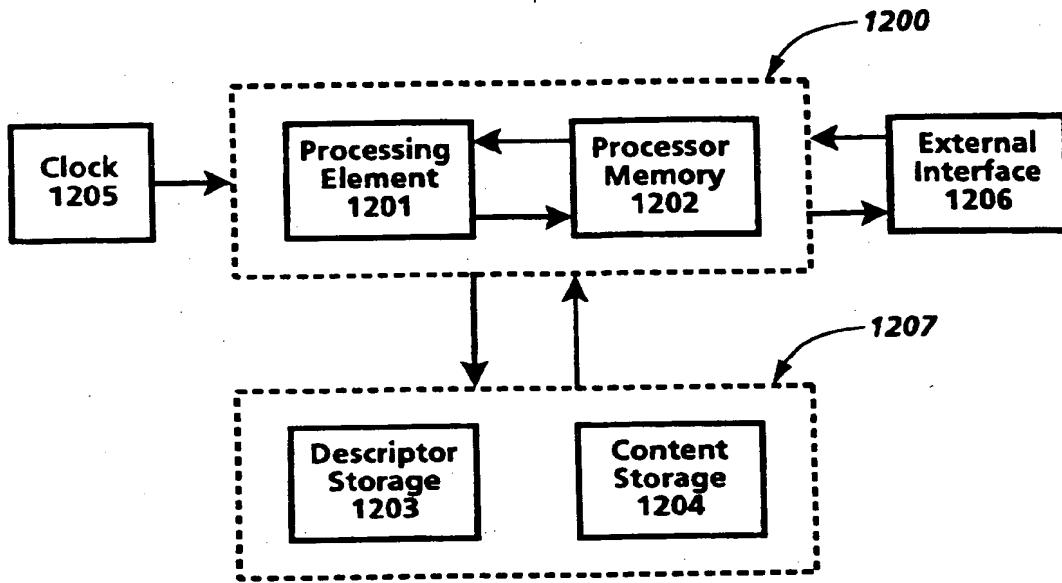 1200
Clock
1205
Processing
Element
1201
Processor
Memory
1202
External
Interface
1206
1207
Descriptor
Storage
1203
Content
Storage
1204